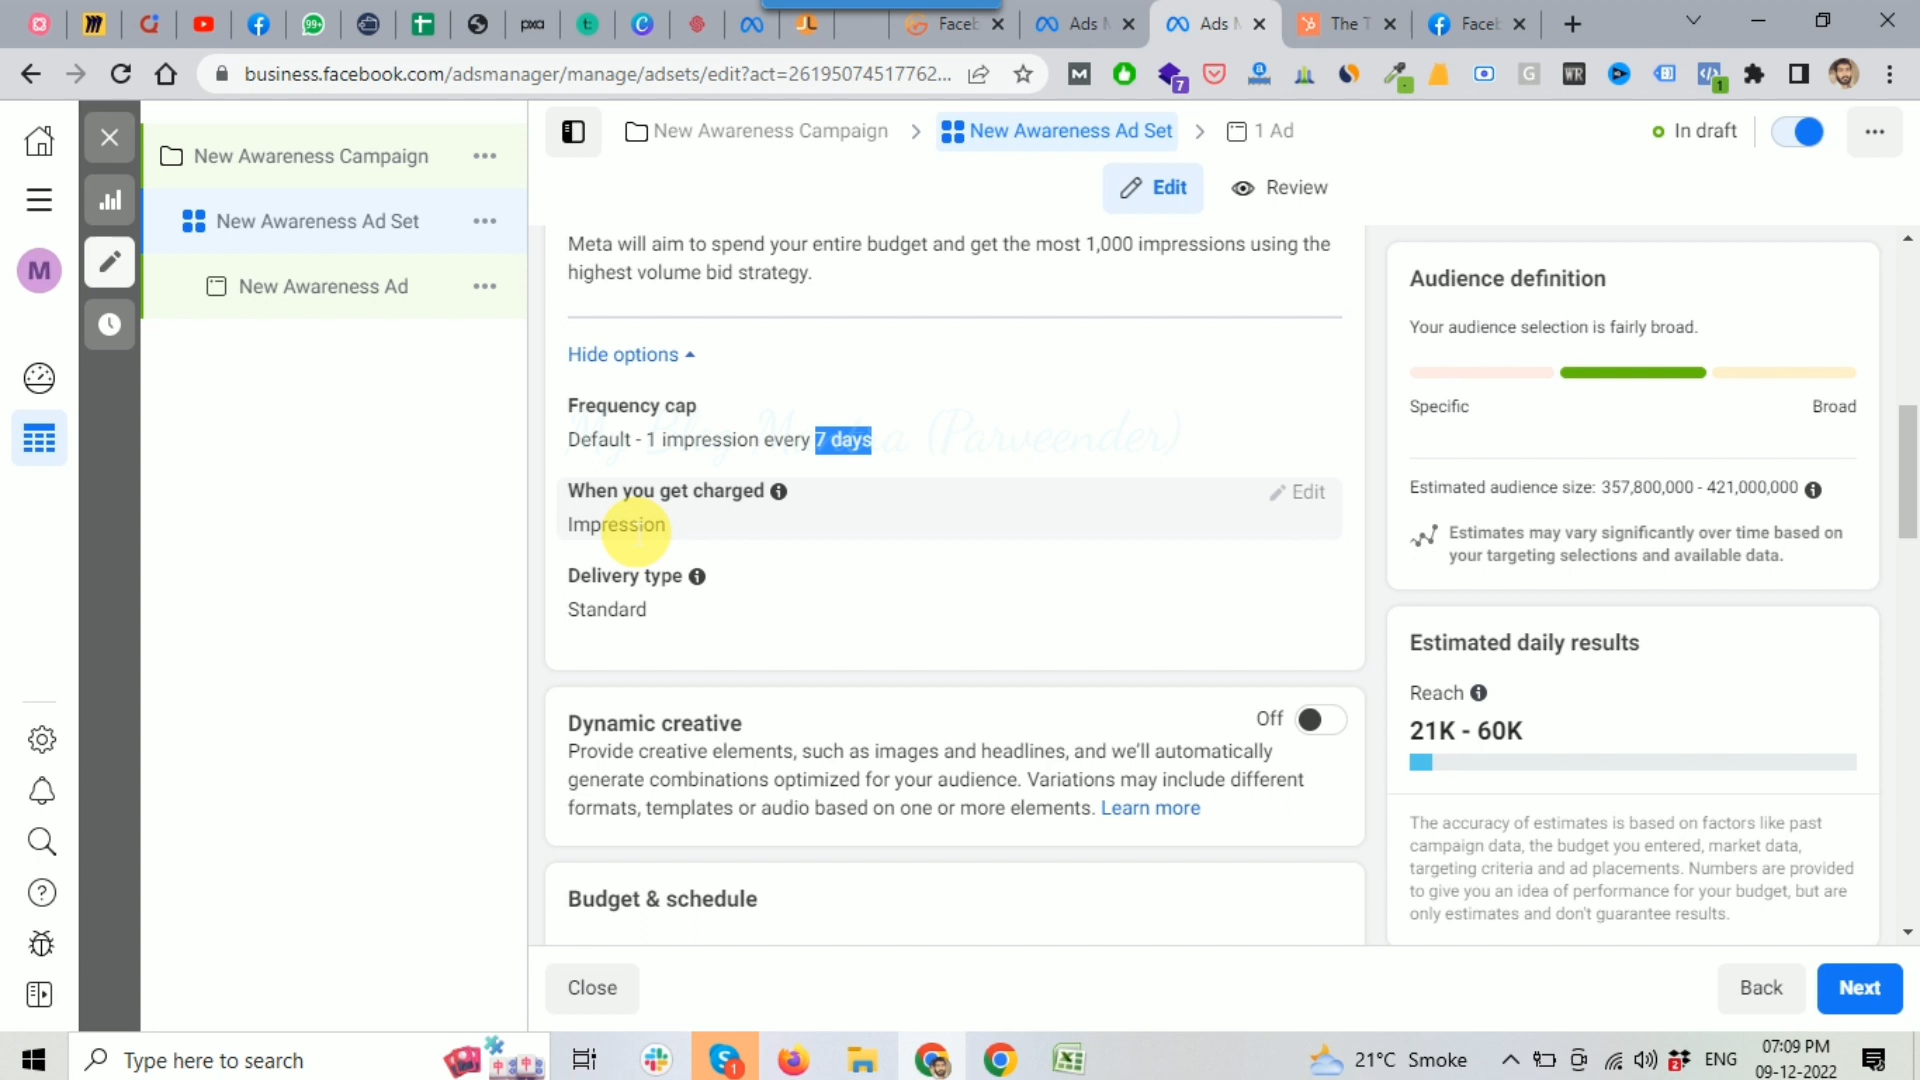 Faceb
Ads M
Ads M
The T
Faceb
business.facebook.com/adsmanager/manage/adsets/edit?act=26195074517762...
New Awareness Campaign
New Awareness Ad Set
New Awareness Ad
New Awareness Campaign
New Awareness Ad Set
1 Ad
In draft
Edit
Review
M
Meta will aim to spend your entire budget and get the most 1,000 impressions using the
highest volume bid strategy.
Hide options
Frequency cap
Default - 1 impression every 7 days
My Blog Mantra (Parveender)
When you get charged
Edit
Impression
Delivery type
Standard
Dynamic creative
Off
Provide creative elements, such as images and headlines, and we'll automatically
generate combinations optimized for your audience. Variations may include different
formats, templates or audio based on one or more elements. Learn more
Budget & schedule
Audience definition
Your audience selection is fairly broad.
Specific
Broad
Estimated audience size: 357,800,000 - 421,000,000
Estimates may vary significantly over time based on
your targeting selections and available data.
Estimated daily results
Reach
21K - 60K
The accuracy of estimates is based on factors like past
campaign data, the budget you entered, market data,
targeting criteria and ad placements. Numbers are provided
to give you an idea of performance for your budget, but are
only estimates and don't guarantee results.
Close
Back
Next
Type here to search
21°C Smoke
ENG
07:09 PM
09-12-2022